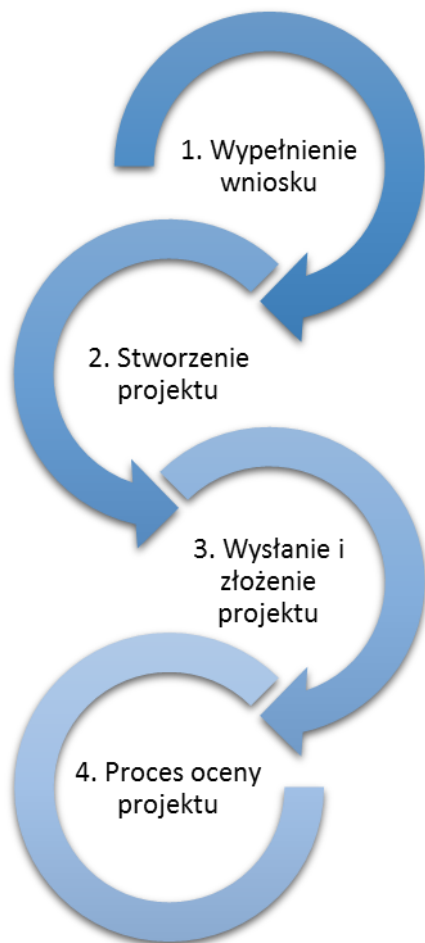 1. Wypełnienie
wniosku
2. Stworzenie
projektu
3. Wysłanie i
złożenie
projektu
4. Proces oceny
projektu